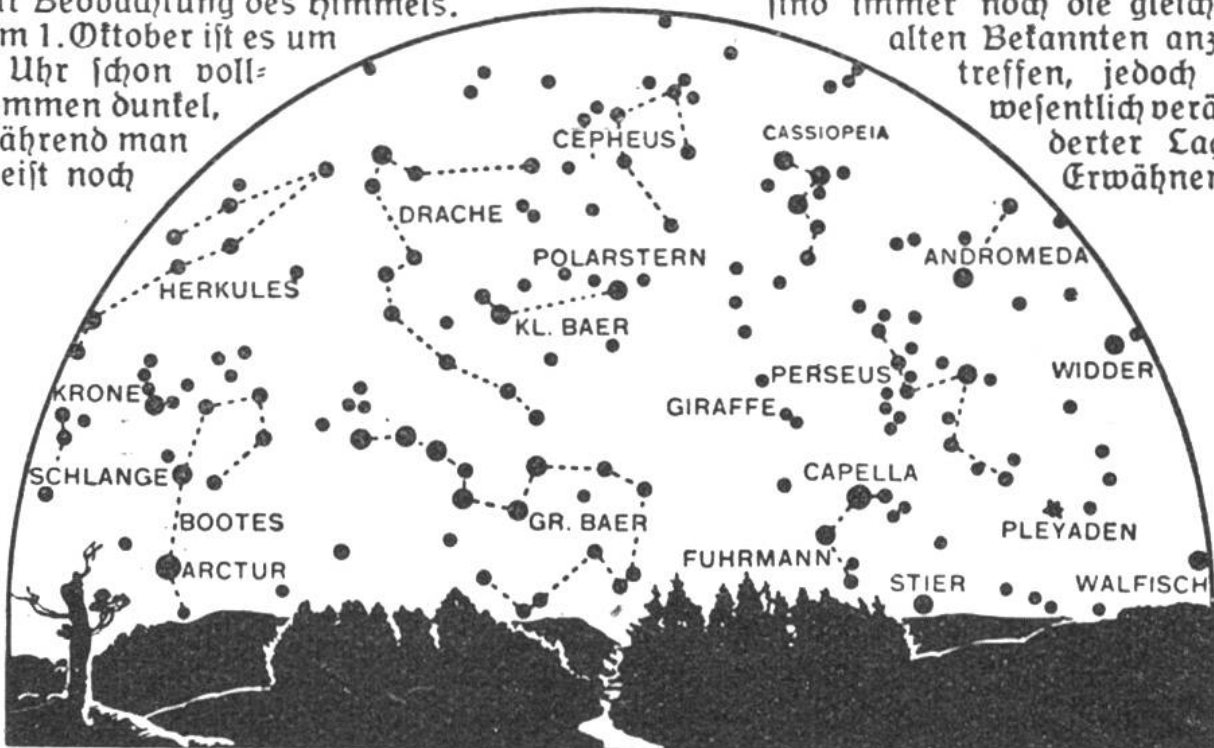 Beobachtung des Himmels.
m 1. Oktober ist es um
Uhr schon voll=
mmen dunkel,
ährend man
eist noch
sind immer noch die gleich
alten Bekannten anz
treffen, jedoch
wesentlich verä
derter Lag
Erwähnen
CEPHEUS
CASSIOPEIA
DRACHE
POLARSTERN
ANDROMEDA
HERKULES
KL. BAER
KRONE
PERSEUS
WIDDER
GIRAFFE
SCHLANGE
CAPELLA
BOOTES
GR. BAER
PLEYADEN
ARCTUR
FUHRMANN
STIER
WALFISCH